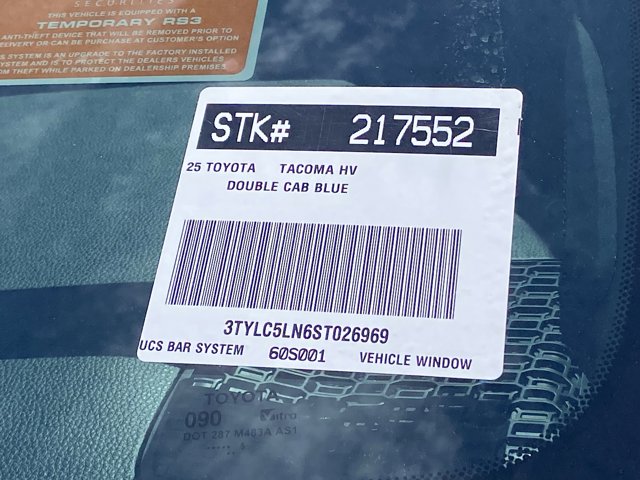 SECURITIES
THIS VEHICLE IS EQUIPPED WITH A
TEMPORARY RS3
ANTI-THEFT DEVICE THAT WILL BE REMOVED PRIOR TO
DELIVERY OR CAN BE PURCHASE AT CUSTOMER'S OPTION
SYSTEM IS AN UPGRADE TO THE FACTORY INSTALLED
SYSTEM AND IS TO PROTECT THE DEALERS VEHICLES
FROM THEFT WHILE PARKED ON DEALERSHIP PREMISES
STK# 217552
25 TOYOTA TACOMA HV
DOUBLE CAB BLUE
3TYLC5LN6ST026969
UCS BAR SYSTEM 60S001 VEHICLE WINDOW
TOYOTA
090 Vitro
DOT 287 M463A AS1